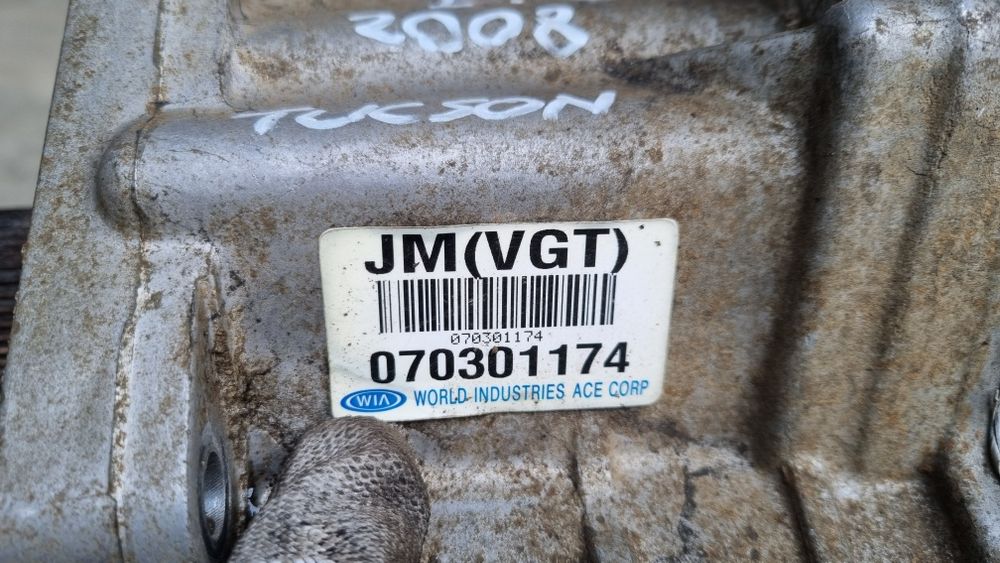 2008
TUCSON
JM(VGT)
070301174
070301174
WIA WORLD INDUSTRIES ACE CORP